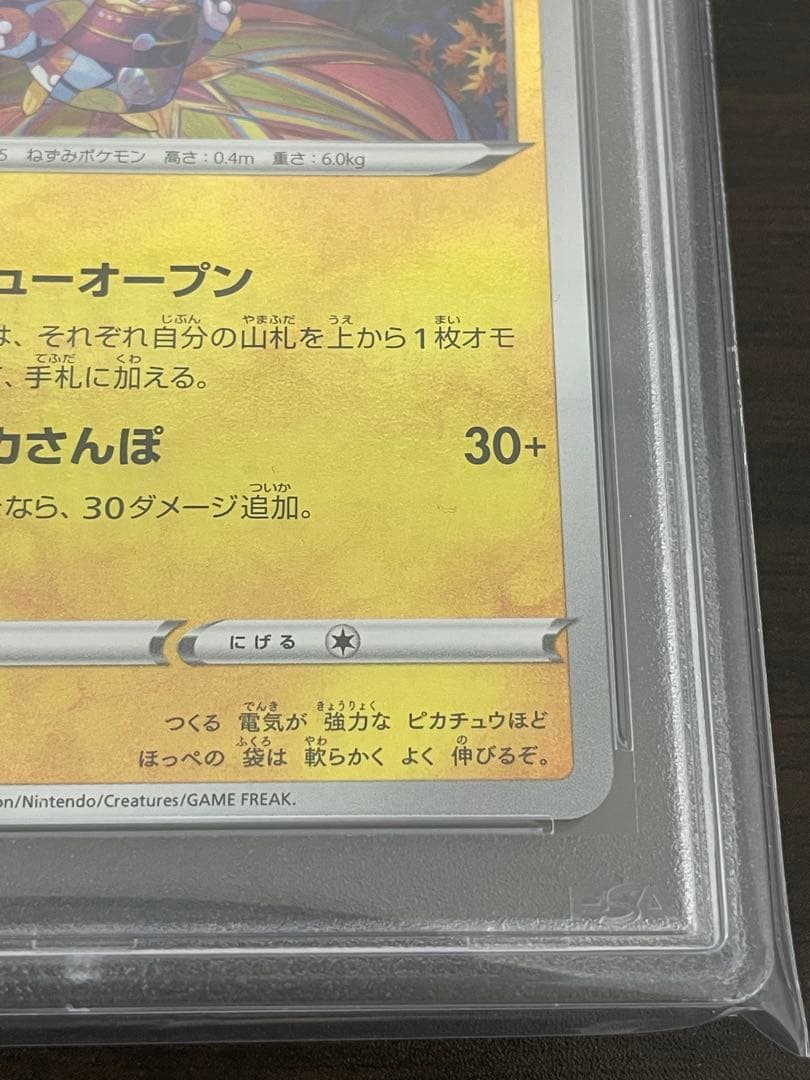 5 ねずみポケモン 高さ:0.4m 重さ:6.0kg
ューオープン
は、それぞれ自分の山札を上から1枚オモ
、手札に加える。
カさんぽ 30+
なら、30ダメージ追加。
にげる
つくる 電気が 強力な ピカチュウほど
ほっぺの 袋は 軟らかく よく 伸びるぞ。
on/Nintendo/Creatures/GAME FREAK.
PSA